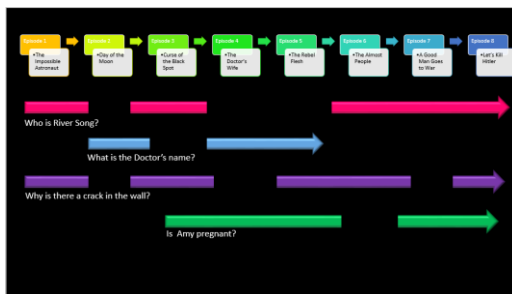 Episode 1
Episode 2
Episode 3
Episode 4
Episode 5
Episode 6
Episode 7
Episode 8
•The
Impossible
Astronaut
•Day of the
Moon
•Curse of
the Black
Spot
•The
Doctor's
Wife
•The Rebel
Flesh
•The Almost
People
•A Good
Man Goes
to War
•Let's Kill
Hitler
Who is River Song?
What is the Doctor's name?
Why is there a crack in the wall?
Is Amy pregnant?